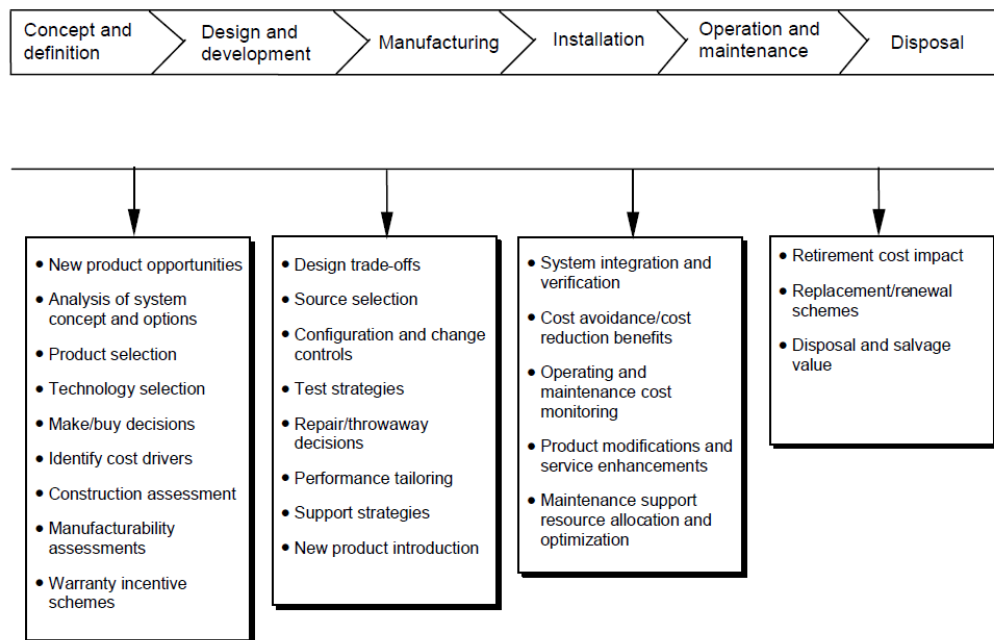 Concept and
definition
Design and
development
Manufacturing
Installation
Operation and
maintenance
Disposal
• New product opportunities
• Analysis of system
concept and options
• Product selection
• Technology selection
• Make/buy decisions
• Identify cost drivers
• Construction assessment
• Manufacturability
assessments
• Warranty incentive
schemes
• Design trade-offs
• Source selection
• Configuration and change
controls
• Test strategies
• Repair/throwaway
decisions
• Performance tailoring
• Support strategies
• New product introduction
• System integration and
verification
• Cost avoidance/cost
reduction benefits
• Operating and
maintenance cost
monitoring
• Product modifications and
service enhancements
• Maintenance support
resource allocation and
optimization
• Retirement cost impact
• Replacement/renewal
schemes
• Disposal and salvage
value